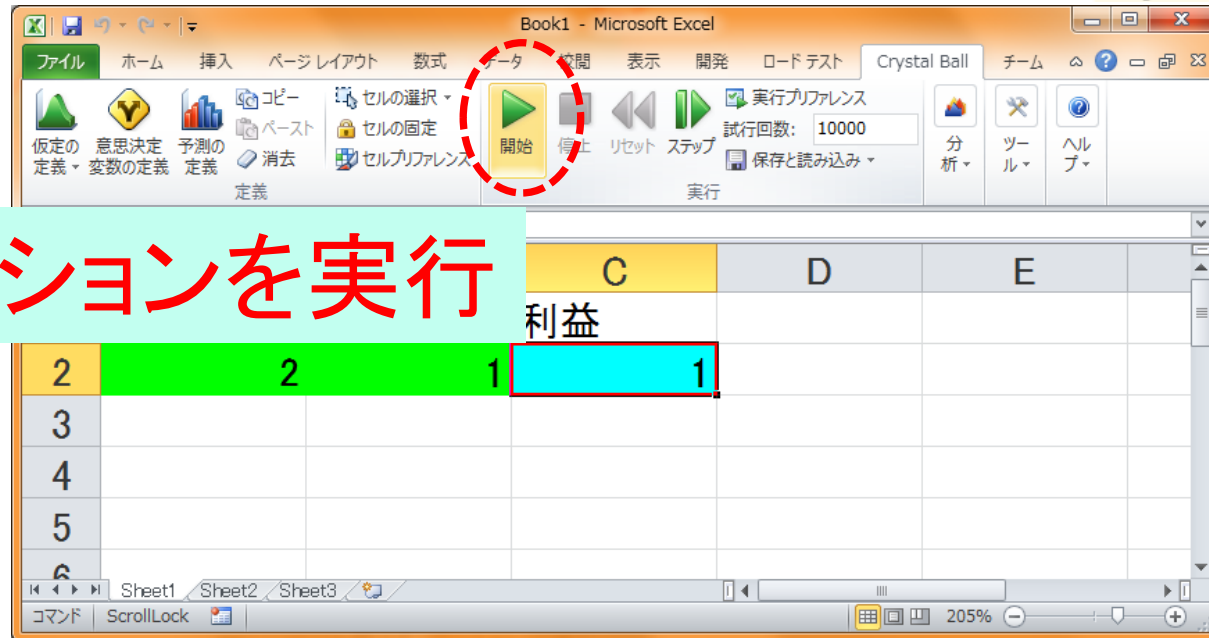 Book1 - Microsoft Excel
ファイル ホーム 挿入 ページ レイアウト 数式 データ 校閲 表示 開発 ロード テスト Crystal Ball チーム
仮定の定義 意思決定変数の定義 予測の定義 コピー ペースト 消去 セルの選択 セルの固定 セルプリファレンス 開始 停止 リセット ステップ 実行プリファレンス 試行回数: 10000 保存と読み込み 分析 ツール ヘルプ
定義 実行
ションを実行
C D E
利益
2 2 1 1
3
4
5
6
Sheet1 Sheet2 Sheet3
コマンド ScrollLock 205%